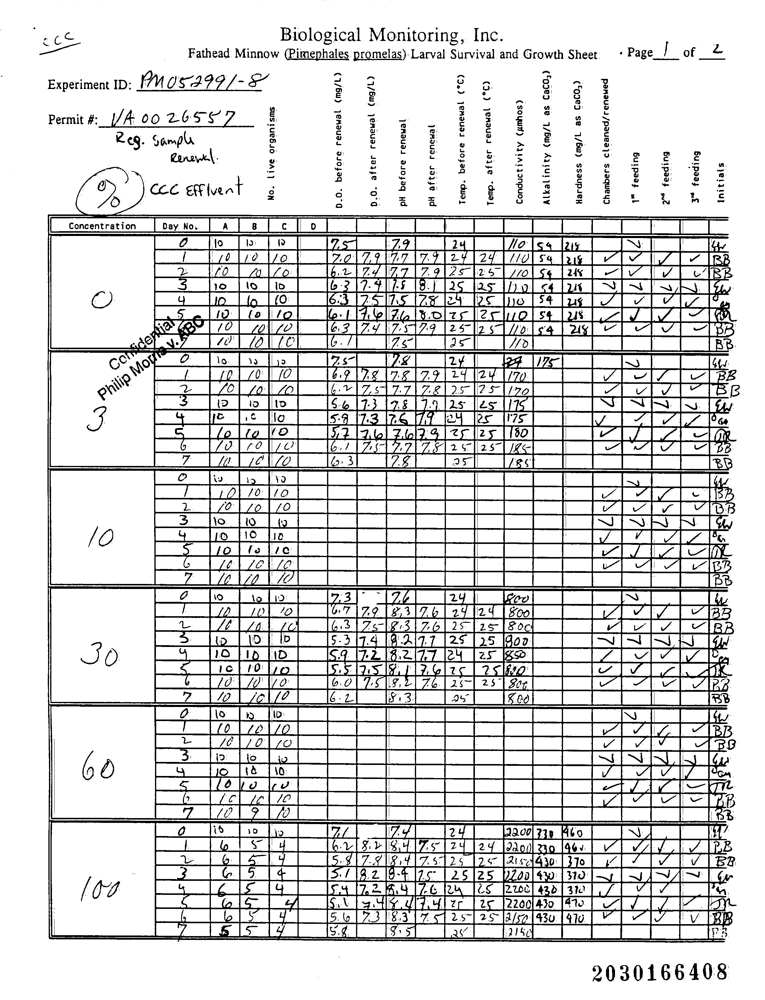 CCC
Biological Monitoring, Inc.
Fathead Minnow (Pimephales promelas) Larval Survival and Growth Sheet
Page 1 of 2
Experiment ID: PM052991-8
Permit #: VA0026557
Reg. Sample
Renewal.
% CCC Effluent
No. live organisms
D.O. before renewal (mg/L)
D.O. after renewal (mg/L)
pH before renewal
pH after renewal
Temp. before renewal (°C)
Temp. after renewal (°C)
Conductivity (µmhos)
Alkalinity (mg/L as CaCO3)
Hardness (mg/L as CaCO3)
Chambers cleaned/renewed
1st feeding
2nd feeding
3rd feeding
Initials
Concentration Day No. A B C D
0
0 10 10 10 7.5 7.9 24 110 54 218
1 10 10 10 7.0 7.9 7.7 7.9 24 24 110 54 218 ✓ ✓ ✓ ✓ BB
2 10 10 10 6.2 7.4 7.7 7.9 25 25 110 54 218 ✓ ✓ ✓ ✓ BB
3 10 10 10 6.3 7.4 7.8 8.1 25 25 110 54 218 ✓ ✓ ✓ ✓
4 10 10 10 6.3 7.5 7.5 7.8 24 25 110 54 218 ✓ ✓ ✓ ✓
5 10 10 10 6.1 7.6 7.6 8.0 25 25 110 54 218 ✓ ✓ ✓ ✓
10 10 10 6.3 7.4 7.5 7.9 25 25 110 54 218 ✓ ✓ ✓ ✓ BB
10 10 10 6.1 7.5 25 110 BB
Confidential
Philip Morris v. ABC
3
0 10 10 10 7.5 7.8 24 175
1 10 10 10 6.9 7.8 7.8 7.9 24 24 170 ✓ ✓ ✓ ✓ BB
2 10 10 10 6.2 7.5 7.7 7.8 25 25 170 ✓ ✓ ✓ ✓ BB
3 10 10 10 5.6 7.3 7.8 7.9 25 25 175 ✓ ✓ ✓ ✓
4 10 10 10 5.8 7.3 7.6 7.9 24 25 175 ✓ ✓ ✓ ✓
5 10 10 10 5.7 7.6 7.6 7.9 25 25 180 ✓ ✓ ✓ ✓
6 10 10 10 6.1 7.5 7.7 7.8 25 25 185 ✓ ✓ ✓ ✓ BB
7 10 10 10 6.3 7.8 25 185 BB
10
0 10 10 10
1 10 10 10 ✓ ✓ ✓ ✓ BB
2 10 10 10 ✓ ✓ ✓ ✓ BB
3 10 10 10 ✓ ✓ ✓ ✓
4 10 10 10 ✓ ✓ ✓ ✓
5 10 10 10 ✓ ✓ ✓ ✓
6 10 10 10 ✓ ✓ ✓ ✓ BB
7 10 10 10 BB
30
0 10 10 10 7.3 7.6 24 800
1 10 10 10 6.7 7.9 8.3 7.6 24 24 800 ✓ ✓ ✓ ✓ BB
2 10 10 10 6.3 7.5 8.3 7.6 25 25 800 ✓ ✓ ✓ ✓ BB
3 10 10 10 5.3 7.4 8.2 7.7 25 25 900 ✓ ✓ ✓ ✓
4 10 10 10 5.9 7.2 8.2 7.7 24 25 850 ✓ ✓ ✓ ✓
5 10 10 10 5.5 7.5 8.1 7.6 25 25 ✓ ✓ ✓ ✓
6 10 10 10 6.0 7.5 8.2 7.6 25 25 800 ✓ ✓ ✓ ✓ BB
7 10 10 10 6.2 8.3 25 800 BB
60
0 10 10 10
1 10 10 10 ✓ ✓ ✓ ✓ BB
2 10 10 10 ✓ ✓ ✓ ✓ BB
3 10 10 10 ✓ ✓ ✓ ✓
4 10 10 10 ✓ ✓ ✓ ✓
5 10 10 10 ✓ ✓ ✓ ✓ JR
6 10 10 10 ✓ ✓ ✓ ✓ BB
7 10 9 10 BB
100
0 10 10 10 7.1 7.4 24 2200 330 460
1 6 5 4 6.2 8.2 8.4 7.5 24 24 2200 330 460 ✓ ✓ ✓ ✓ BB
2 6 5 4 5.8 7.8 8.4 7.5 25 25 2150 430 370 ✓ ✓ ✓ ✓ BB
3 6 5 4 5.1 8.2 8.4 7.5 25 25 2200 430 370 ✓ ✓ ✓ ✓
4 6 5 4 5.4 7.2 8.4 7.6 24 25 2200 430 370 ✓ ✓ ✓ ✓
5 6 5 4 5.1 7.4 8.4 7.4 25 25 2200 430 470 ✓ ✓ ✓ ✓ JR
6 6 5 4 5.6 7.3 8.3 7.5 25 25 2150 430 470 ✓ ✓ ✓ ✓ BB
7 5 5 4 5.8 8.5 25 2150 BB
2030166408